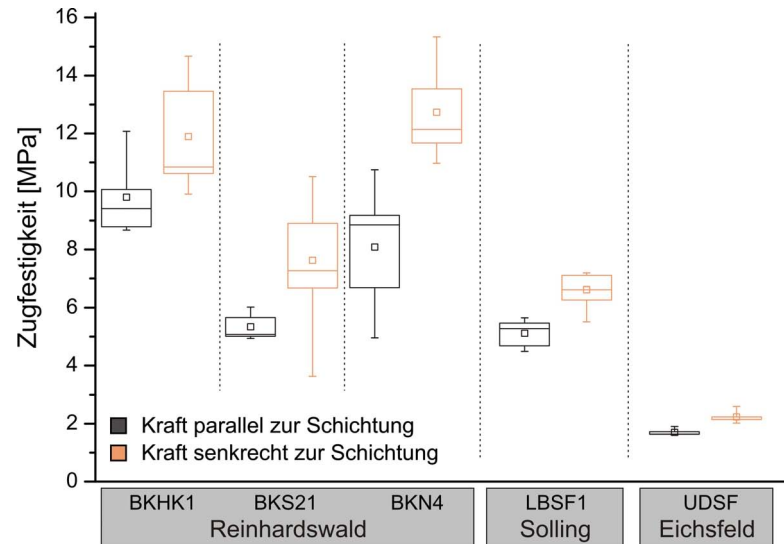 Zugfestigkeit [MPa]
16
14
12
10
8
6
4
2
0
Kraft parallel zur Schichtung
Kraft senkrecht zur Schichtung
BKHK1 BKS21 BKN4 LBSF1 UDSF
Reinhardswald Solling Eichsfeld